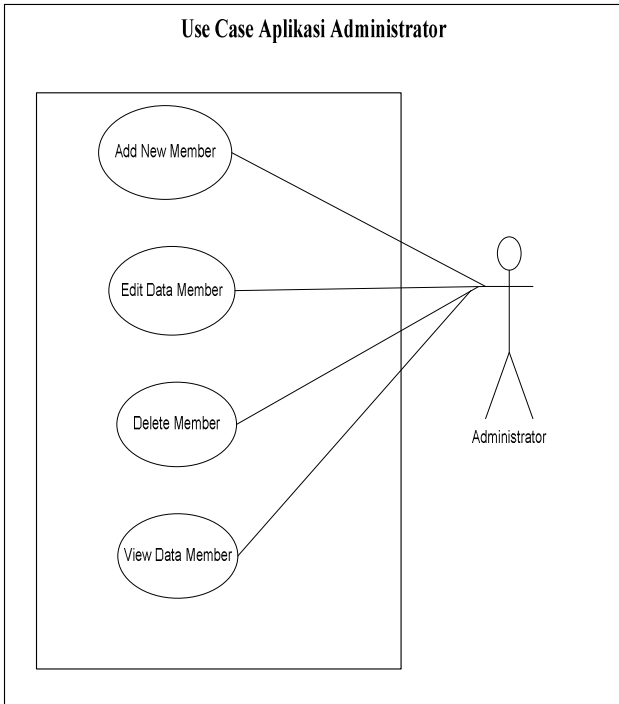 Use Case Aplikasi Administrator
Add New Member
Edit Data Member
Delete Member
View Data Member
Administrator